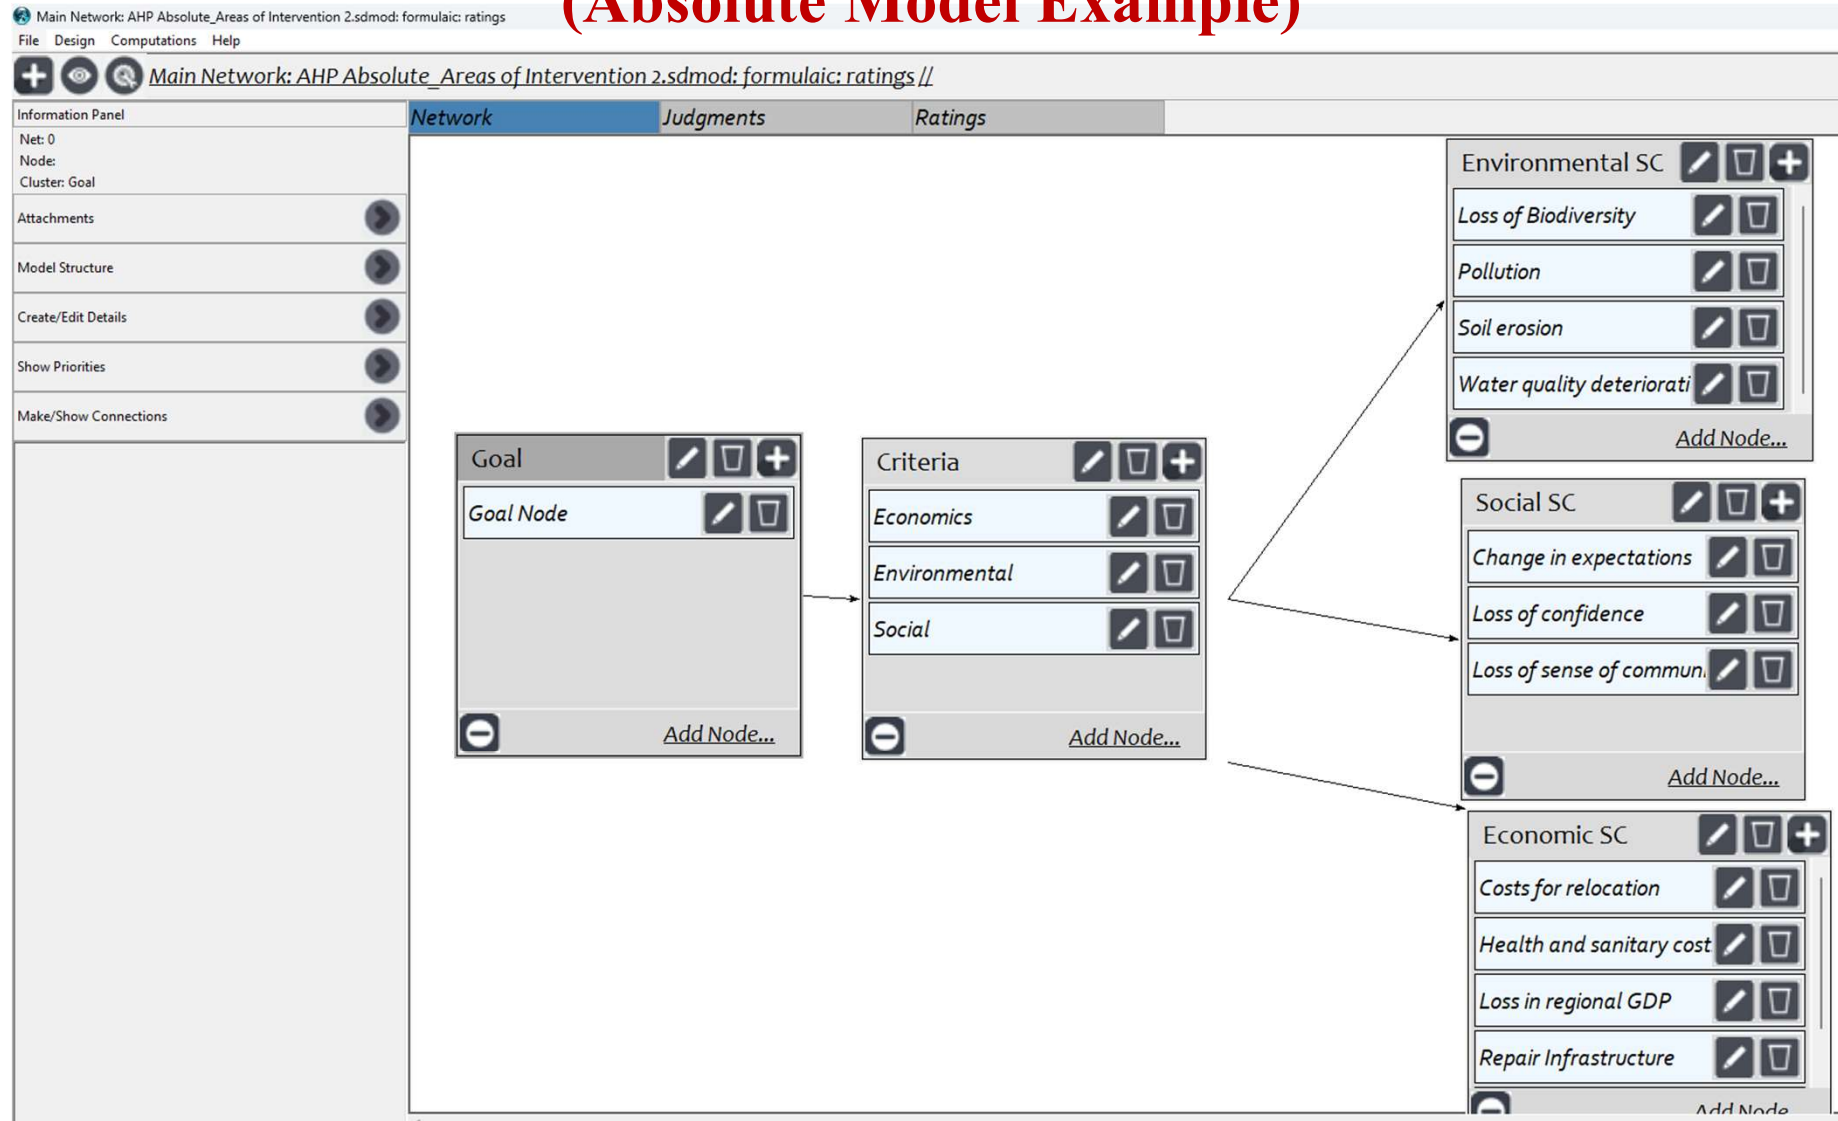 (Absolute Model Example)
Main Network: AHP Absolute_Areas of Intervention 2.sdmod: formulaic: ratings
File Design Computations Help
Main Network: AHP Absolute_Areas of Intervention 2.sdmod: formulaic: ratings //
Information Panel
Net: 0
Node:
Cluster: Goal
Attachments
Model Structure
Create/Edit Details
Show Priorities
Make/Show Connections
Network Judgments Ratings
Goal
Goal Node
Add Node...
Criteria
Economics
Environmental
Social
Add Node...
Environmental SC
Loss of Biodiversity
Pollution
Soil erosion
Water quality deteriorati
Add Node...
Social SC
Change in expectations
Loss of confidence
Loss of sense of commun
Add Node...
Economic SC
Costs for relocation
Health and sanitary cost
Loss in regional GDP
Repair Infrastructure
Add Node